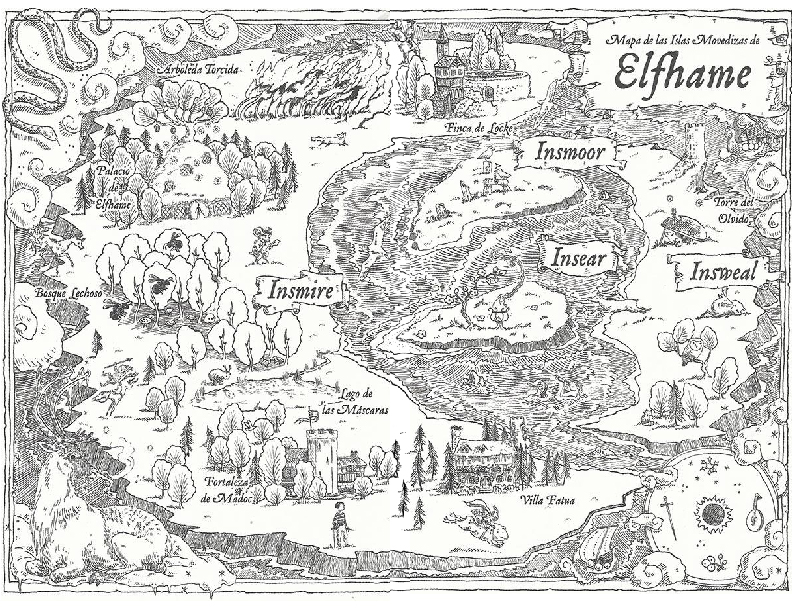 Mapa de las Islas Movedizas de
Elfhame
Arboleda Torcida
Finca de Locke
Insmoor
Palacio
de
Elfhame
Torre del
Olvido
Insear
Insweal
Insmire
Bosque Lechoso
Lago de
las Máscaras
Fortaleza
de Madoc
Villa Fatua